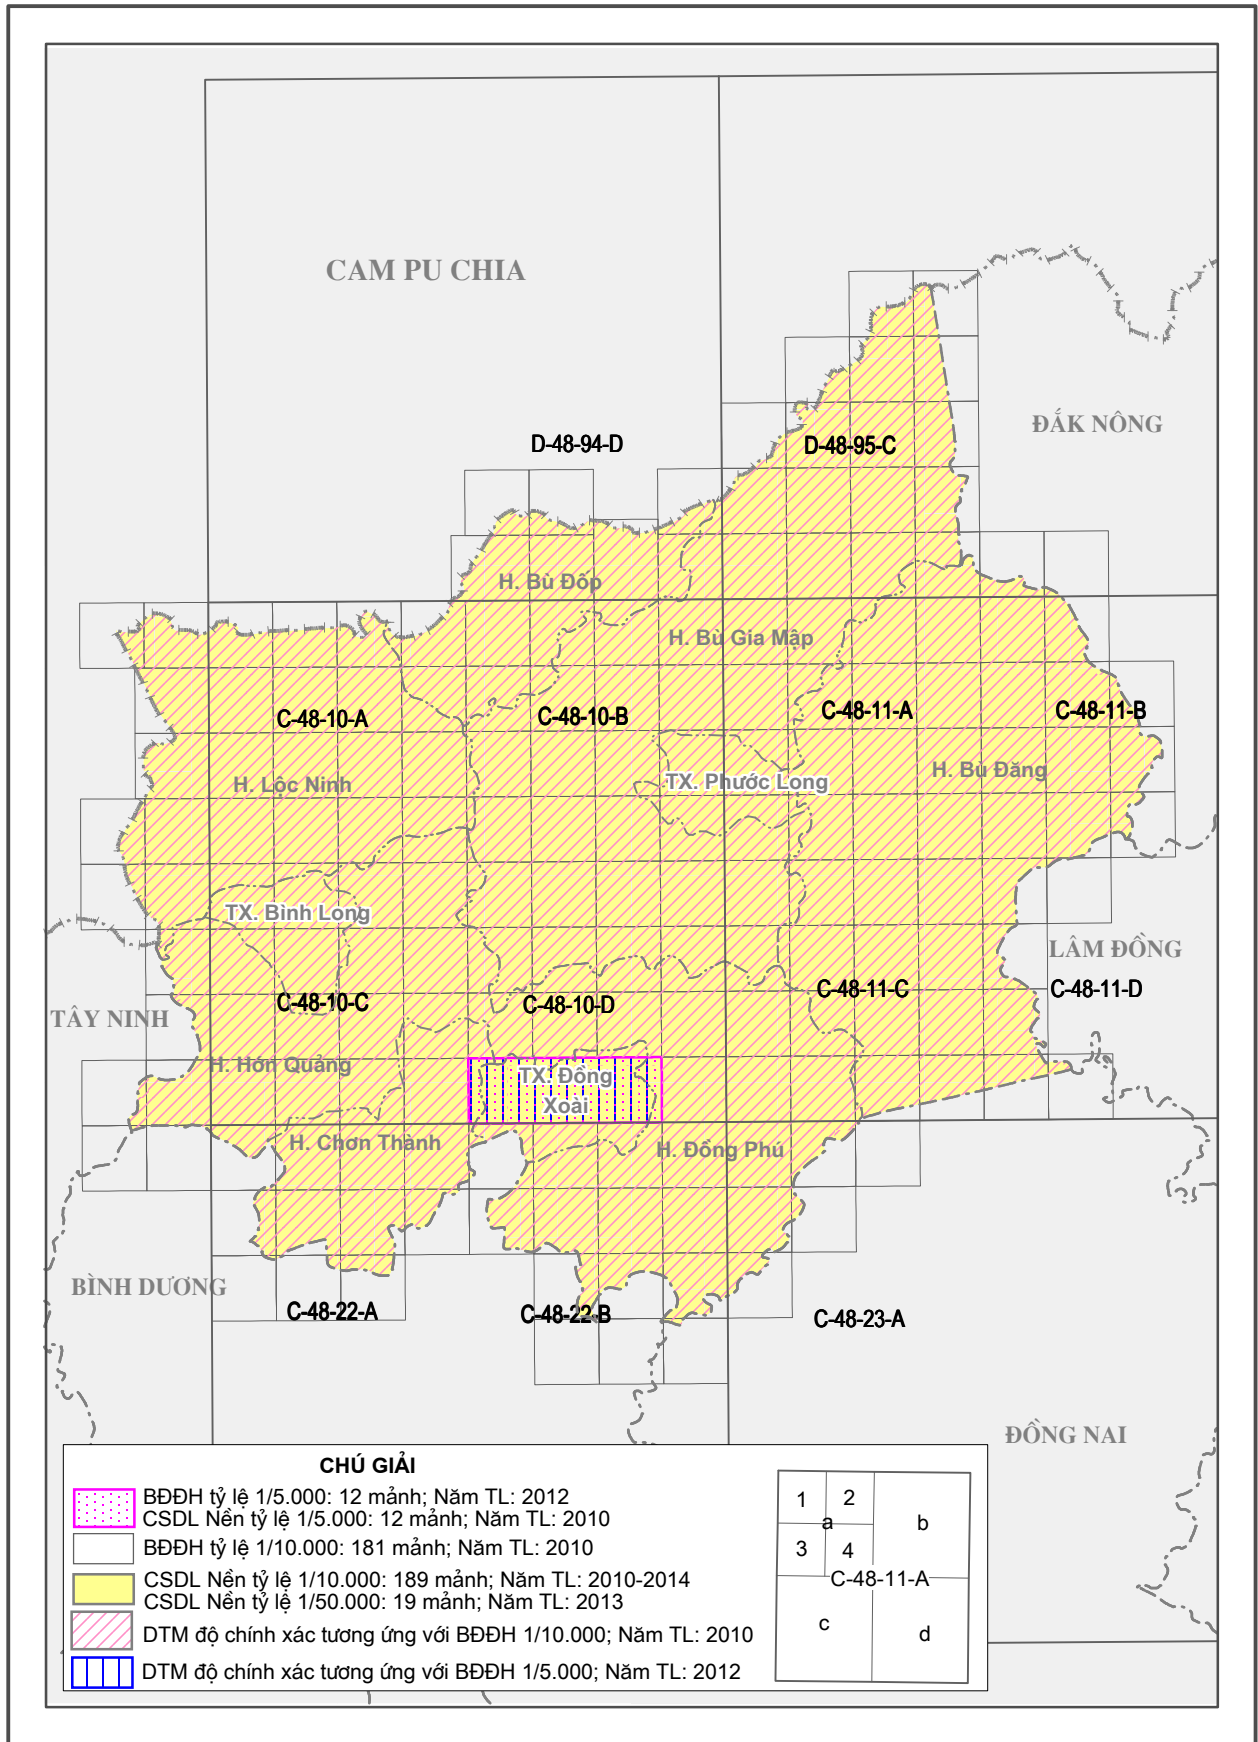 CAM PU CHIA
ĐẮK NÔNG
D-48-94-D
D-48-95-C
H. Bù Đốp
H. Bù Gia Mập
C-48-10-A
C-48-10-B
C-48-11-A
C-48-11-B
H. Lộc Ninh
TX. Phước Long
H. Bù Đăng
TX. Bình Long
LÂM ĐỒNG
C-48-10-C
C-48-10-D
C-48-11-C
C-48-11-D
TÂY NINH
H. Hớn Quảng
TX. Đồng
Xoài
H. Chơn Thành
H. Đồng Phú
BÌNH DƯƠNG
C-48-22-A
C-48-22-B
C-48-23-A
ĐỒNG NAI
CHÚ GIẢI
BĐĐH tỷ lệ 1/5.000: 12 mảnh; Năm TL: 2012
CSDL Nền tỷ lệ 1/5.000: 12 mảnh; Năm TL: 2010
BĐĐH tỷ lệ 1/10.000: 181 mảnh; Năm TL: 2010
CSDL Nền tỷ lệ 1/10.000: 189 mảnh; Năm TL: 2010-2014
CSDL Nền tỷ lệ 1/50.000: 19 mảnh; Năm TL: 2013
DTM độ chính xác tương ứng với BĐĐH 1/10.000; Năm TL: 2010
DTM độ chính xác tương ứng với BĐĐH 1/5.000; Năm TL: 2012
1 2
a b
3 4
C-48-11-A
c d